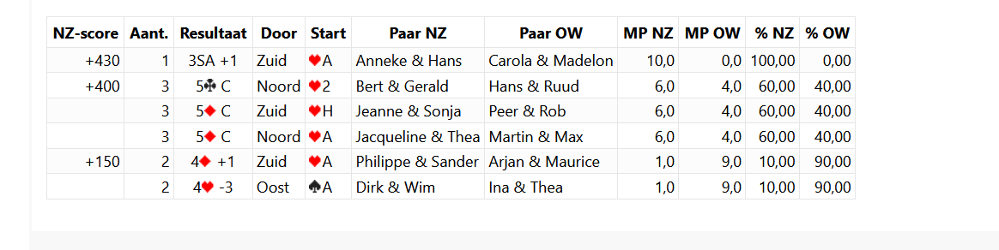 NZ-score Aant. Resultaat Door Start Paar NZ Paar OW MP NZ MP OW % NZ % OW
+430 1 3SA +1 Zuid ♥A Anneke & Hans Carola & Madelon 10,0 0,0 100,00 0,00
+400 3 5♣ C Noord ♥2 Bert & Gerald Hans & Ruud 6,0 4,0 60,00 40,00
3 5♦ C Zuid ♥H Jeanne & Sonja Peer & Rob 6,0 4,0 60,00 40,00
3 5♦ C Noord ♥A Jacqueline & Thea Martin & Max 6,0 4,0 60,00 40,00
+150 2 4♦ +1 Zuid ♥A Philippe & Sander Arjan & Maurice 1,0 9,0 10,00 90,00
2 4♥ -3 Oost ♠A Dirk & Wim Ina & Thea 1,0 9,0 10,00 90,00